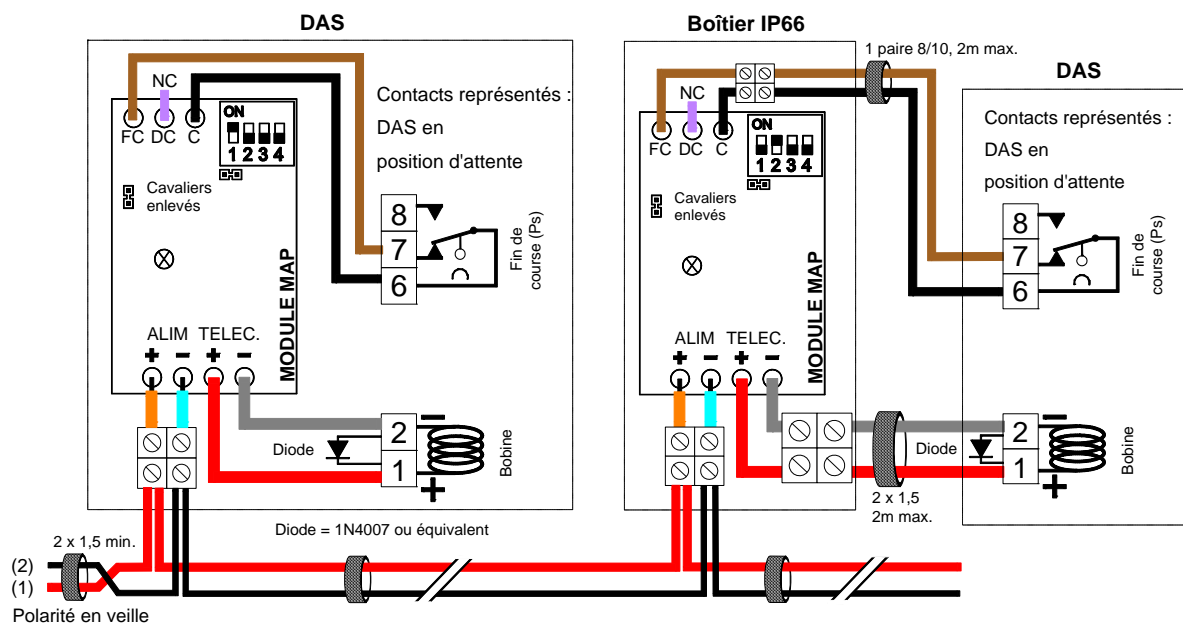 DAS
NC
FC DC C
ON
1 2 3 4
Cavaliers
enlevés
Contacts représentés :
DAS en
position d'attente
8
7
6
Fin de
course (Ps)
MODULE MAP
ALIM TELEC.
+ − + −
2
1
−
+
Diode
Bobine
Diode = 1N4007 ou équivalent
Boîtier IP66
1 paire 8/10, 2m max.
NC
FC DC C
ON
1 2 3 4
Cavaliers
enlevés
MODULE MAP
ALIM TELEC.
+ − + −
DAS
Contacts représentés :
DAS en
position d'attente
8
7
6
Fin de
course (Ps)
2
1
−
+
Diode
Bobine
2 x 1,5
2m max.
2 x 1,5 min.
(2)
(1)
Polarité en veille